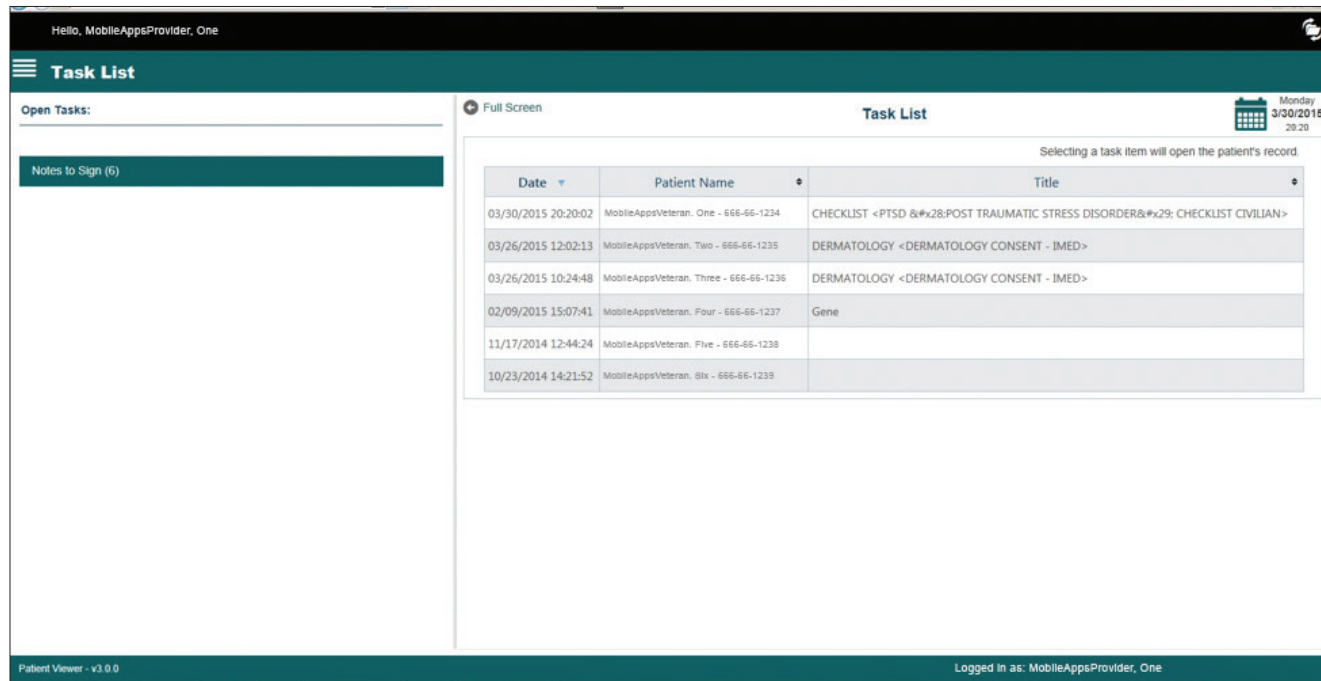 Hello, MobileAppsProvider, One
Task List
Open Tasks:
Notes to Sign (6)
Full Screen
Task List
Monday
3/30/2015
20:20
Selecting a task item will open the patient's record.
Date Patient Name Title
03/30/2015 20:20:02 MobileAppsVeteran. One - 666-66-1234 CHECKLIST <PTSD &#x28;POST TRAUMATIC STRESS DISORDER&#x29; CHECKLIST CIVILIAN>
03/26/2015 12:02:13 MobileAppsVeteran. Two - 666-66-1235 DERMATOLOGY <DERMATOLOGY CONSENT - IMED>
03/26/2015 10:24:48 MobileAppsVeteran. Three - 666-66-1236 DERMATOLOGY <DERMATOLOGY CONSENT - IMED>
02/09/2015 15:07:41 MobileAppsVeteran. Four - 666-66-1237 Gene
11/17/2014 12:44:24 MobileAppsVeteran. Five - 666-66-1238
10/23/2014 14:21:52 MobileAppsVeteran. Six - 666-66-1239
Patient Viewer - v3.0.0
Logged in as: MobileAppsProvider, One